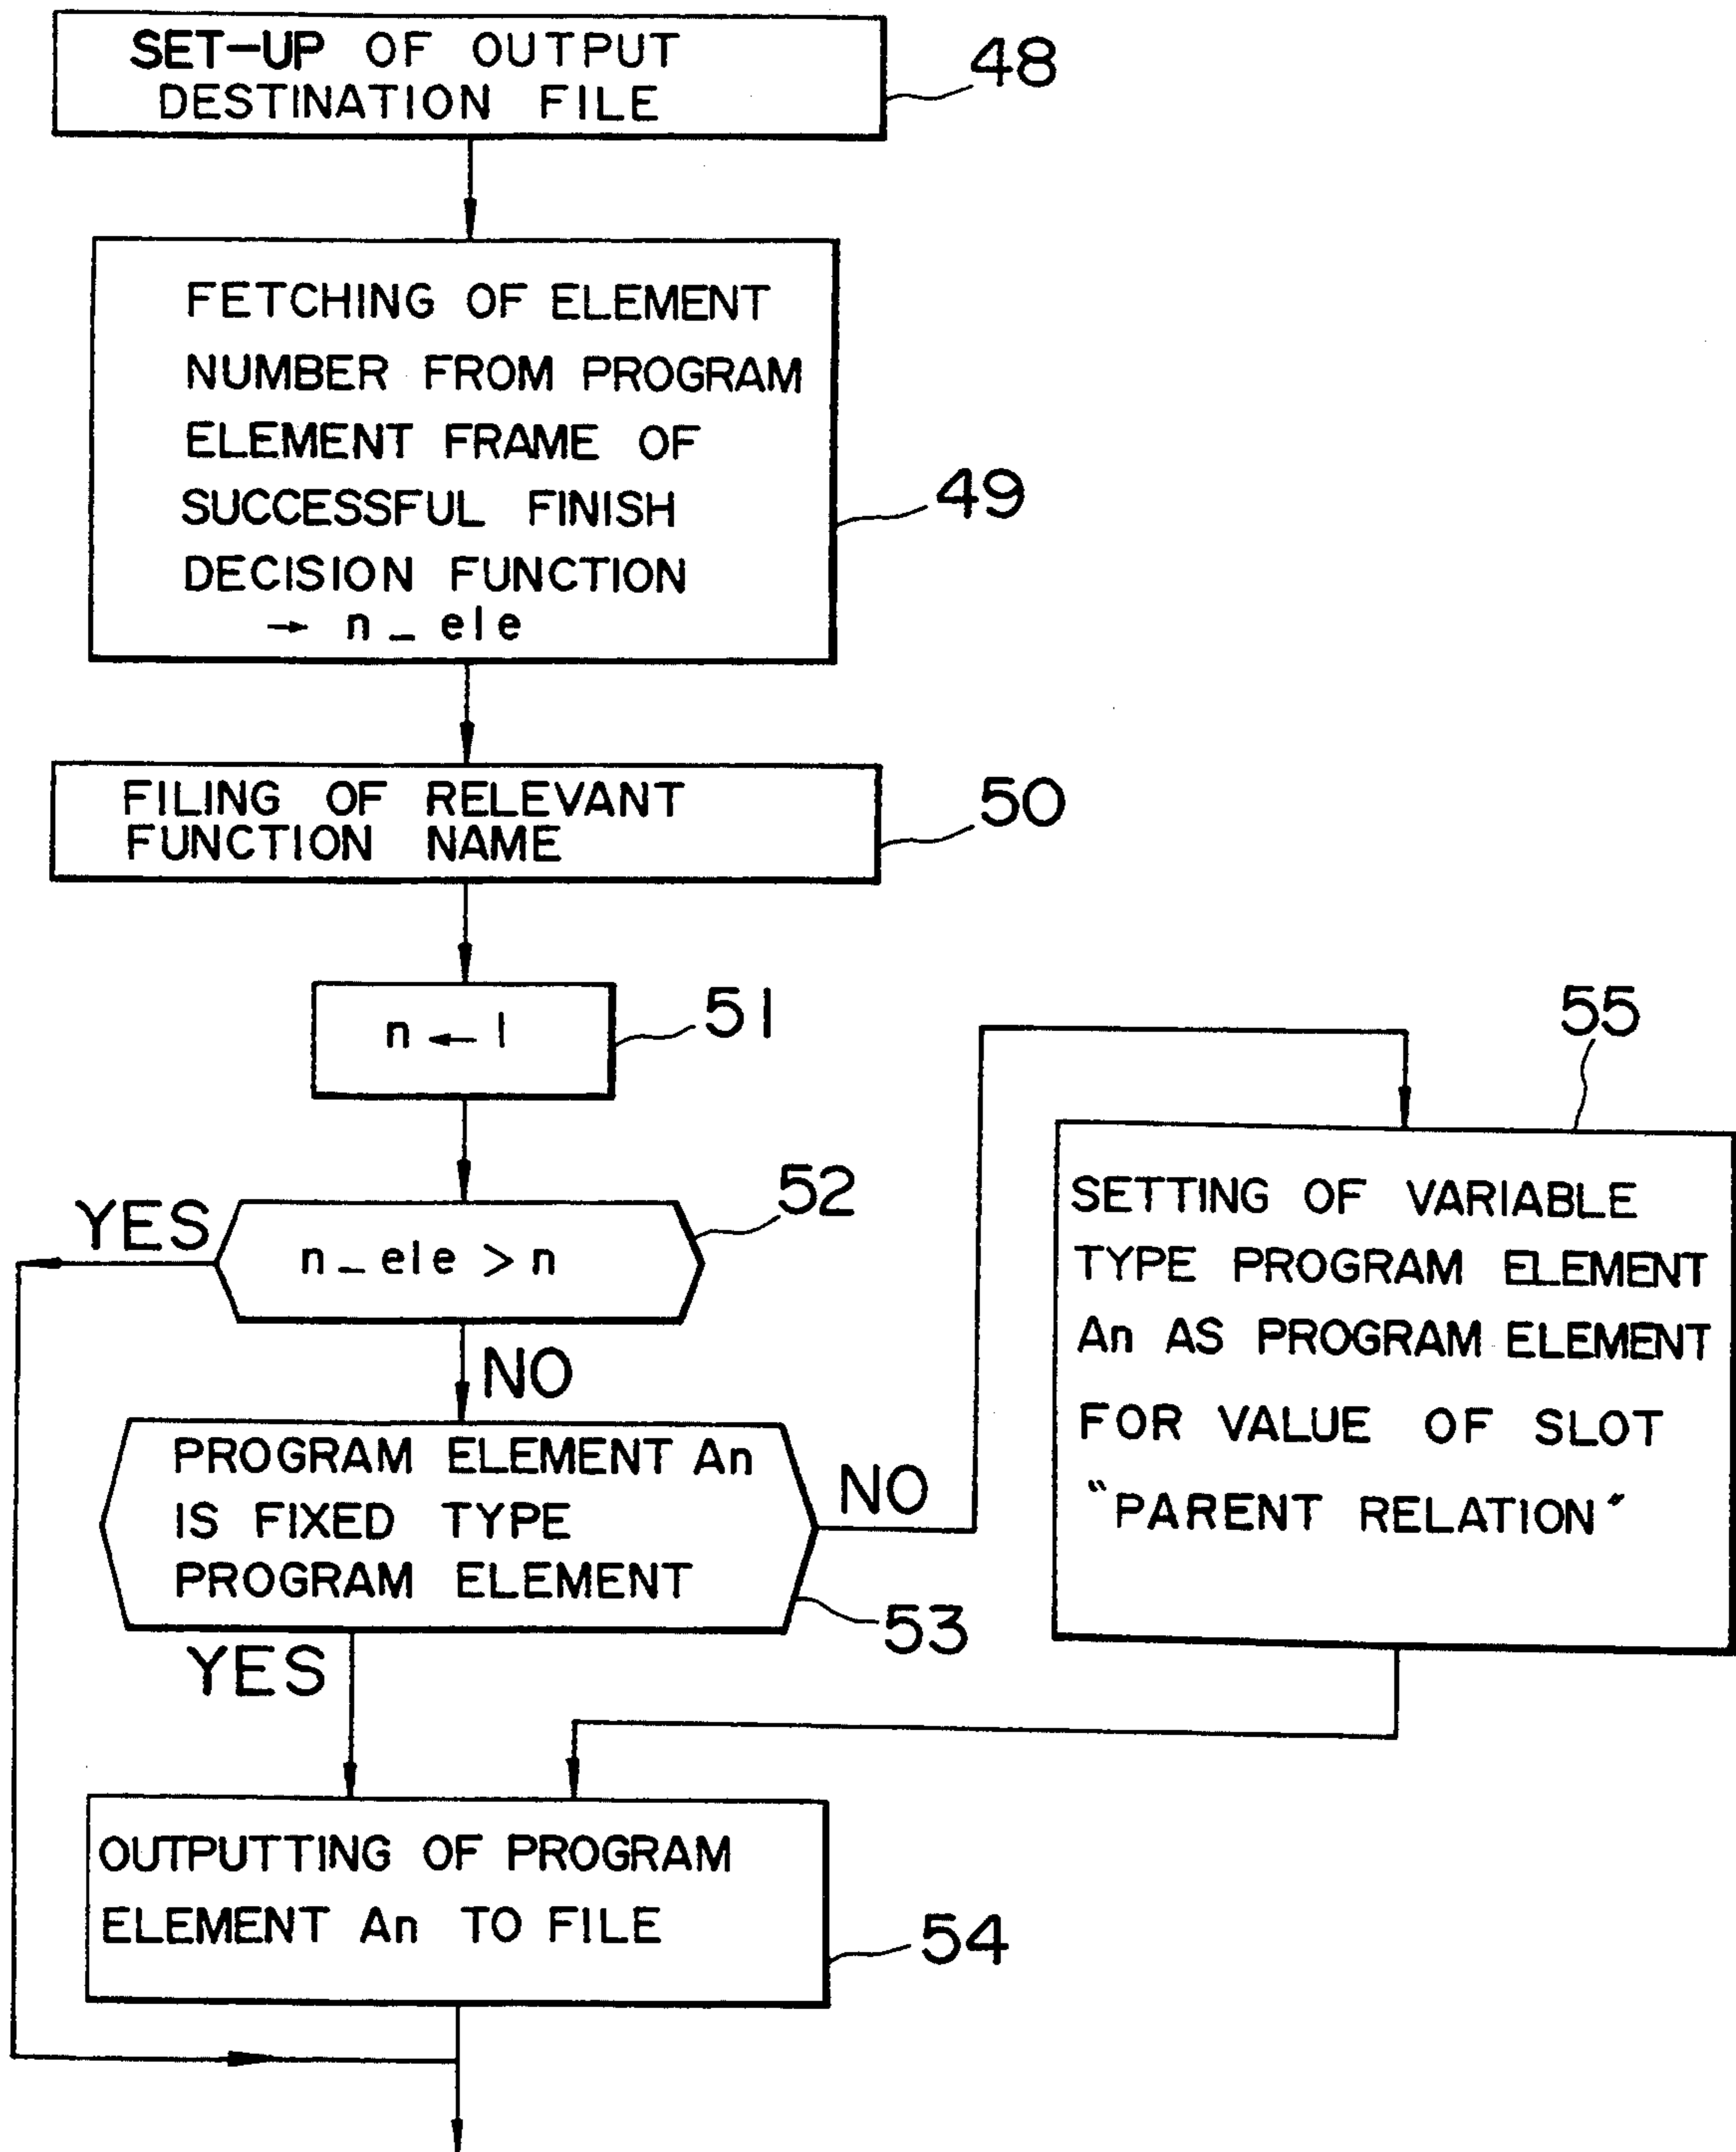 SET-UP OF OUTPUT
DESTINATION FILE
48
FETCHING OF ELEMENT
NUMBER FROM PROGRAM
ELEMENT FRAME OF
SUCCESSFUL FINISH
DECISION FUNCTION
→ n_ele
49
FILING OF RELEVANT
FUNCTION NAME
50
n ← 1
51
n_ele > n
52
YES
NO
PROGRAM ELEMENT An
IS FIXED TYPE
PROGRAM ELEMENT
53
NO
YES
55
SETTING OF VARIABLE
TYPE PROGRAM ELEMENT
An AS PROGRAM ELEMENT
FOR VALUE OF SLOT
"PARENT RELATION"
OUTPUTTING OF PROGRAM
ELEMENT An TO FILE
54